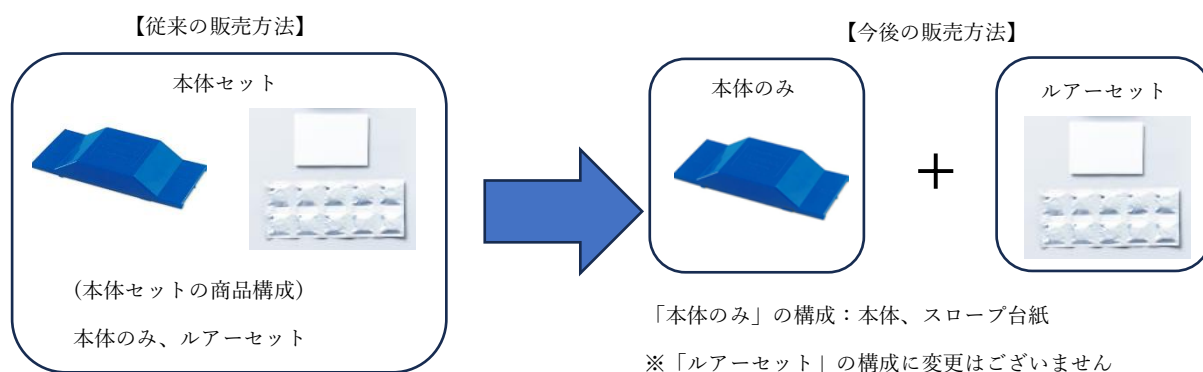 【従来の販売方法】
本体セット
(本体セットの商品構成)
本体のみ、ルアーセット
【今後の販売方法】
本体のみ
+
ルアーセット
「本体のみ」の構成：本体、スロープ台紙
※「ルアーセット」の構成に変更はございません